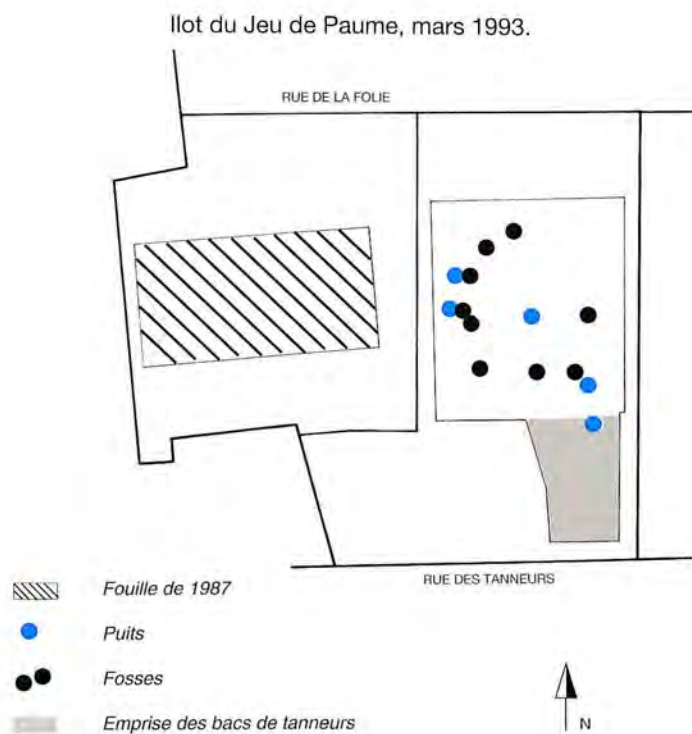 Ilot du Jeu de Paume, mars 1993.
RUE DE LA FOLIE
RUE DES TANNEURS
Fouille de 1987
Puits
Fosses
Emprise des bacs de tanneurs
N